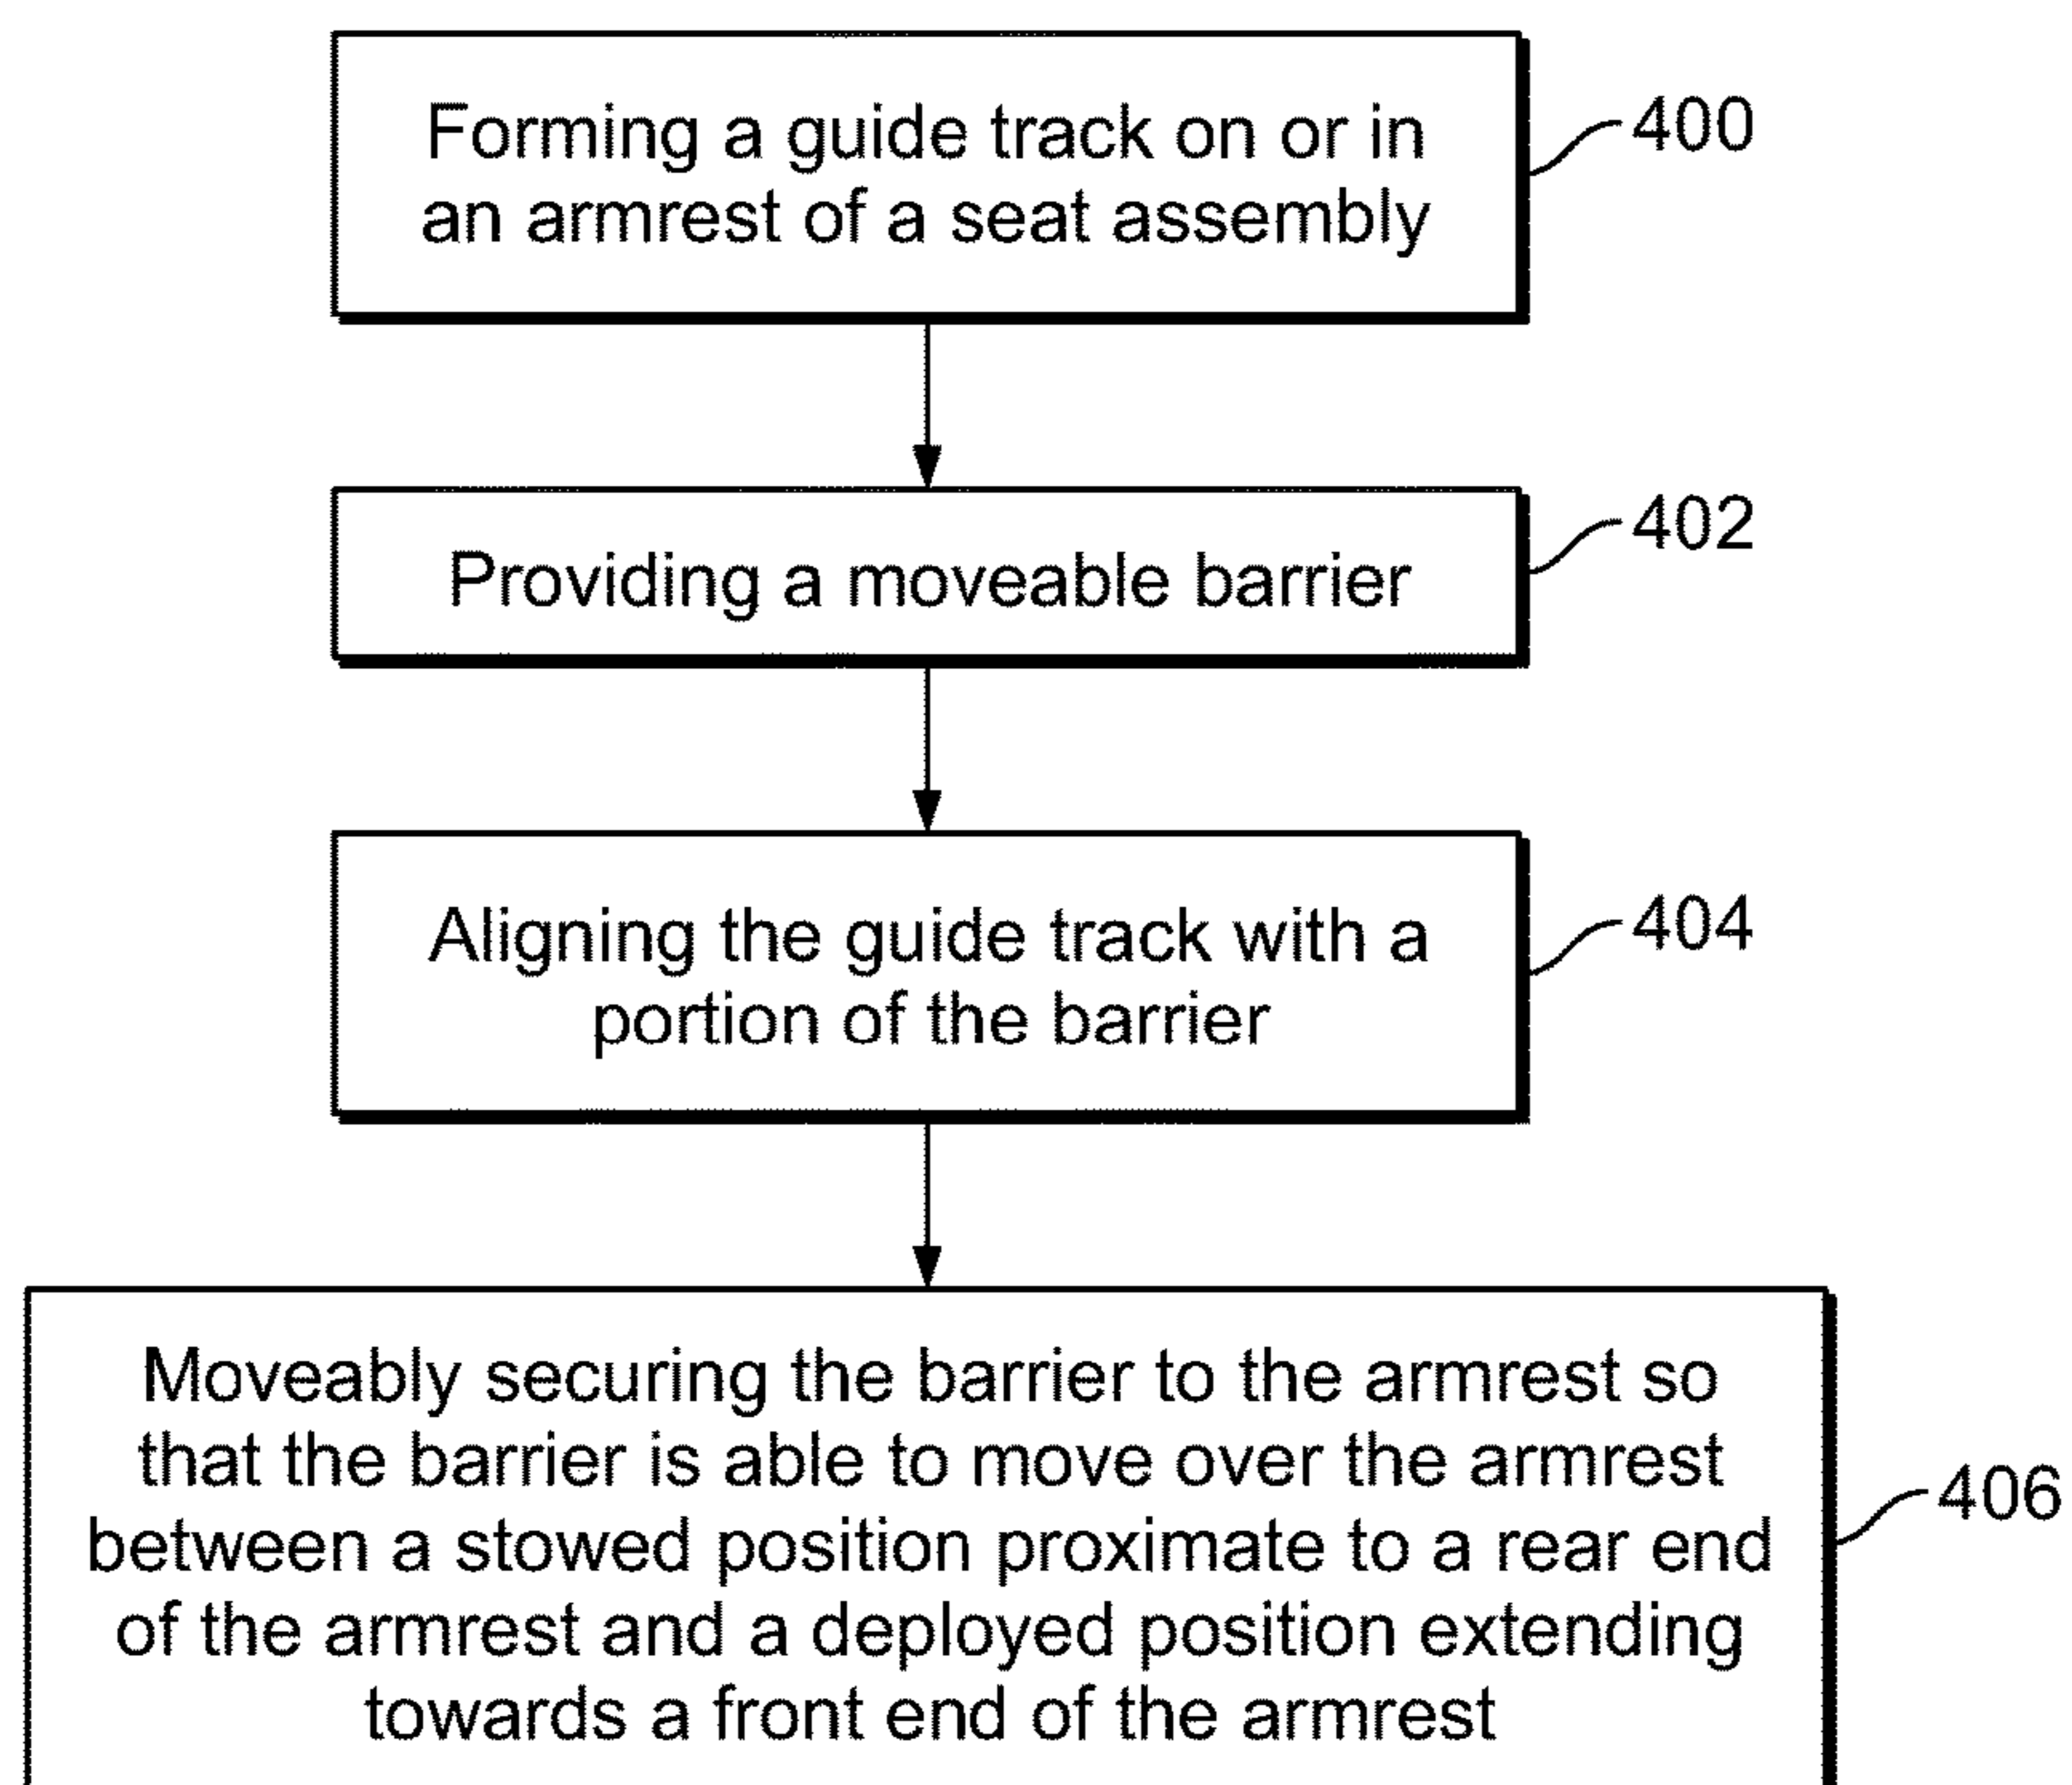 Forming a guide track on or in
an armrest of a seat assembly
400
Providing a moveable barrier
402
Aligning the guide track with a
portion of the barrier
404
Moveably securing the barrier to the armrest so
that the barrier is able to move over the armrest
between a stowed position proximate to a rear end
of the armrest and a deployed position extending
towards a front end of the armrest
406